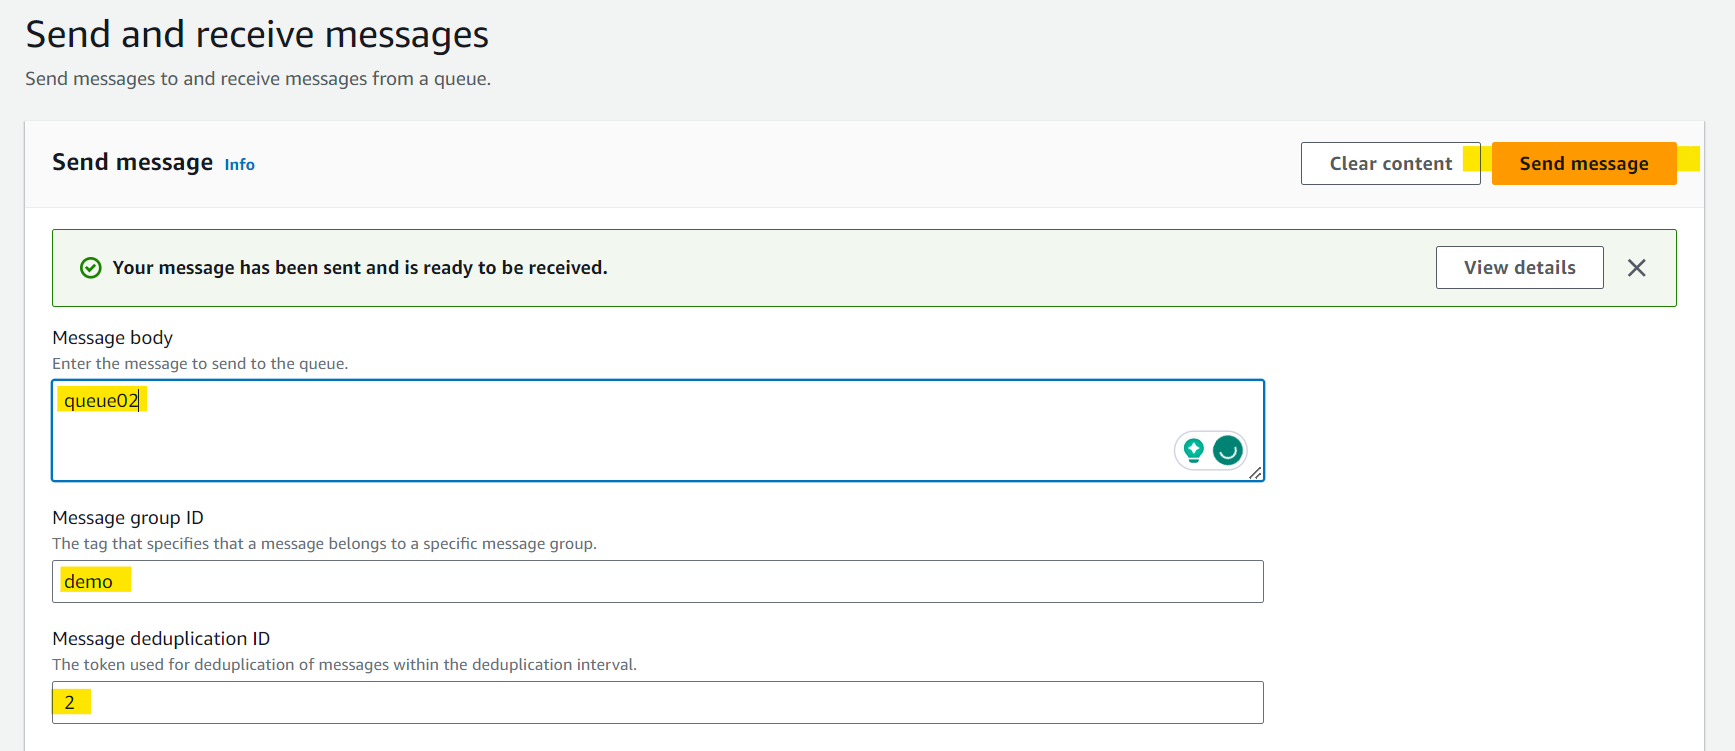 Send and receive messages
Send messages to and receive messages from a queue.
Send message Info
Clear content
Send message
Your message has been sent and is ready to be received.
View details
Message body
Enter the message to send to the queue.
queue02
Message group ID
The tag that specifies that a message belongs to a specific message group.
demo
Message deduplication ID
The token used for deduplication of messages within the deduplication interval.
2